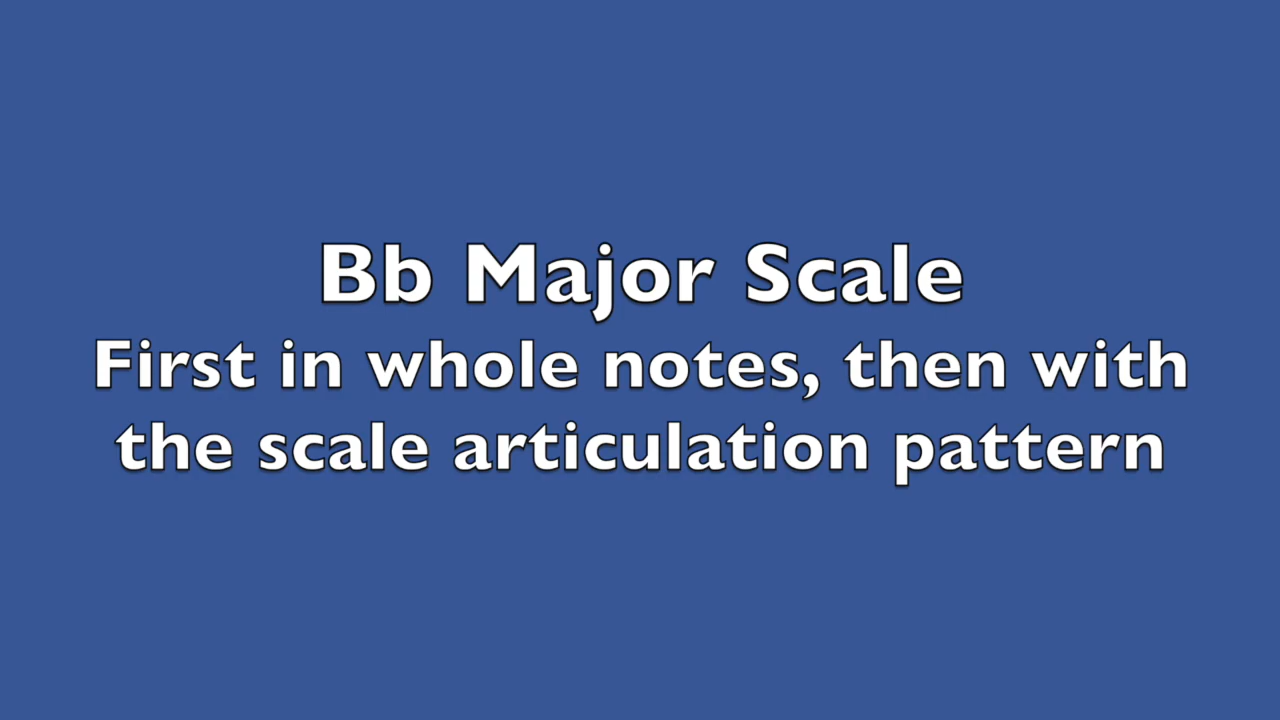 Bb Major Scale
First in whole notes, then with
the scale articulation pattern